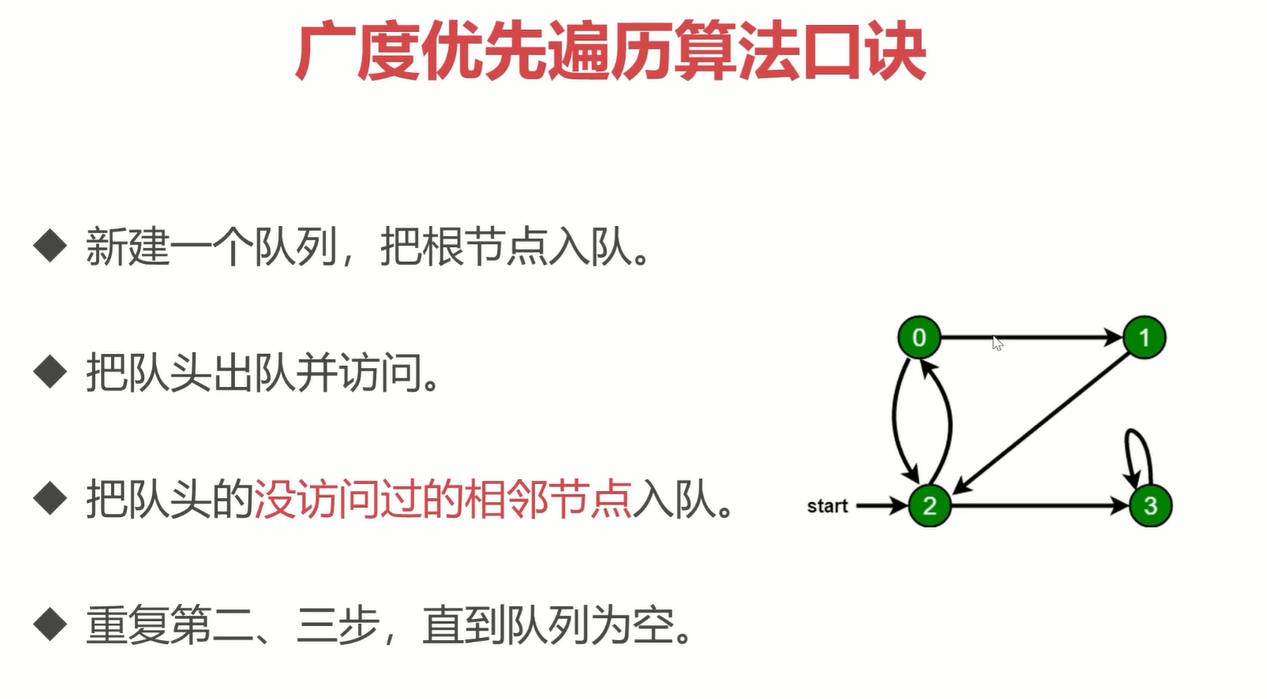 广度优先遍历算法口诀
新建一个队列，把根节点入队。
把队头出队并访问。
把队头的没访问过的相邻节点入队。
重复第二、三步，直到队列为空。
0
1
start
2
3